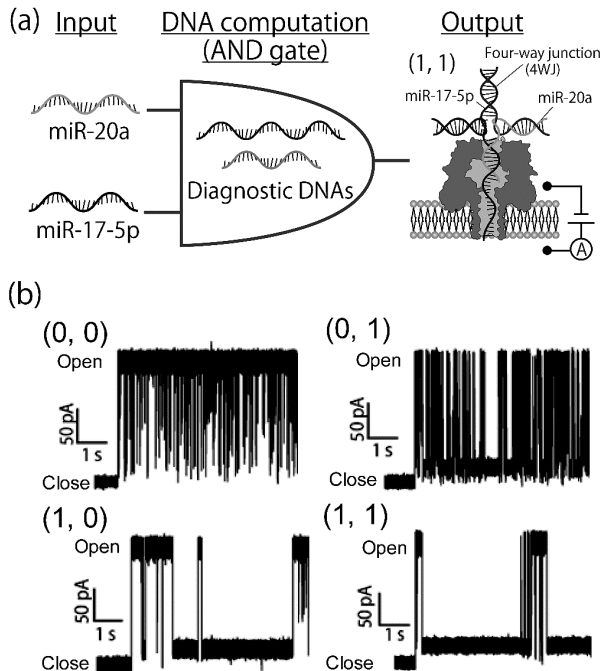 (a)
Input
DNA computation
(AND gate)
Output
miR-20a
miR-17-5p
Diagnostic DNAs
(1, 1)
Four-way junction
(4WJ)
miR-17-5p
miR-20a
A
(b)
(0, 0)
Open
50 pA
1 s
Close
(0, 1)
Open
50 pA
1 s
Close
(1, 0)
Open
50 pA
1 s
Close
(1, 1)
Open
50 pA
1 s
Close